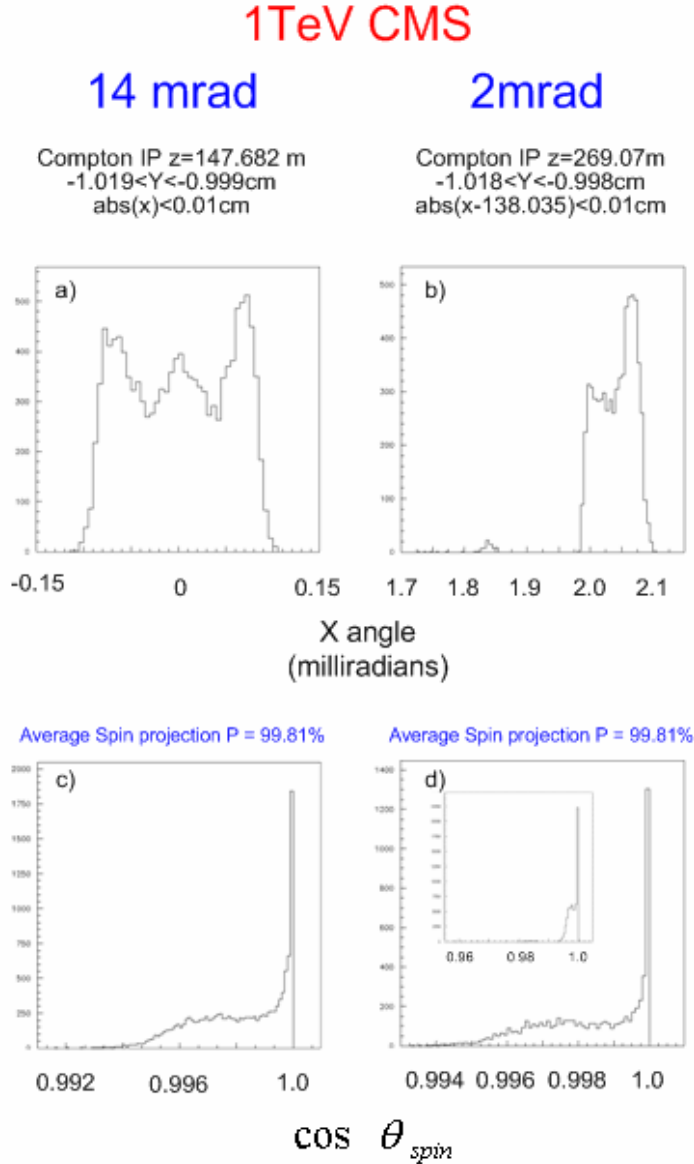 1TeV CMS
14 mrad
2mrad
Compton IP z=147.682 m
-1.019<Y<-0.999cm
abs(x)<0.01cm
Compton IP z=269.07m
-1.018<Y<-0.998cm
abs(x-138.035)<0.01cm
a)
500
400
300
200
100
0
-0.15 0 0.15
b)
500
400
300
200
100
0
1.7 1.8 1.9 2.0 2.1
X angle
(milliradians)
Average Spin projection P = 99.81%
c)
2000
1750
1500
1250
1000
750
500
250
0
0.992 0.996 1.0
Average Spin projection P = 99.81%
d)
1400
1200
1000
800
600
400
200
0
0.96 0.98 1.0
0.994 0.996 0.998 1.0
cos θspin